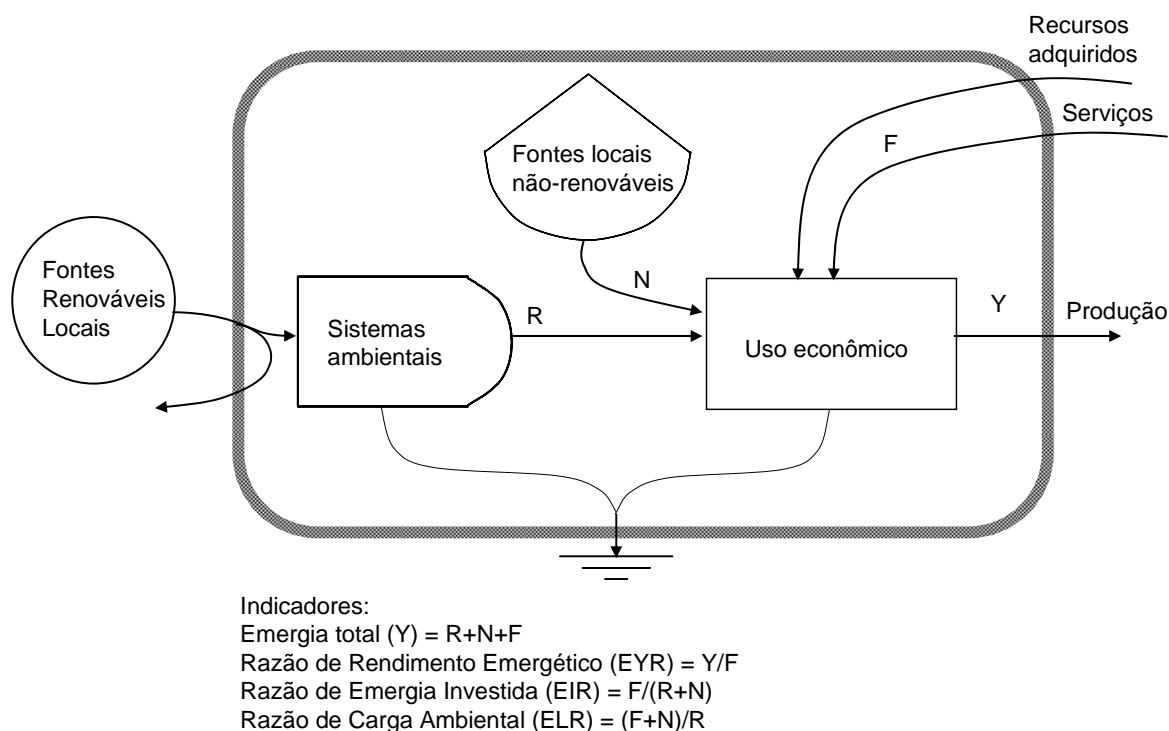 Recursos
adquiridos
Serviços
F
Fontes locais
não-renováveis
N
Fontes
Renováveis
Locais
Sistemas
ambientais
R
Uso econômico
Y
Produção
Indicadores:
Emergia total (Y) = R+N+F
Razão de Rendimento Emergético (EYR) = Y/F
Razão de Emergia Investida (EIR) = F/(R+N)
Razão de Carga Ambiental (ELR) = (F+N)/R